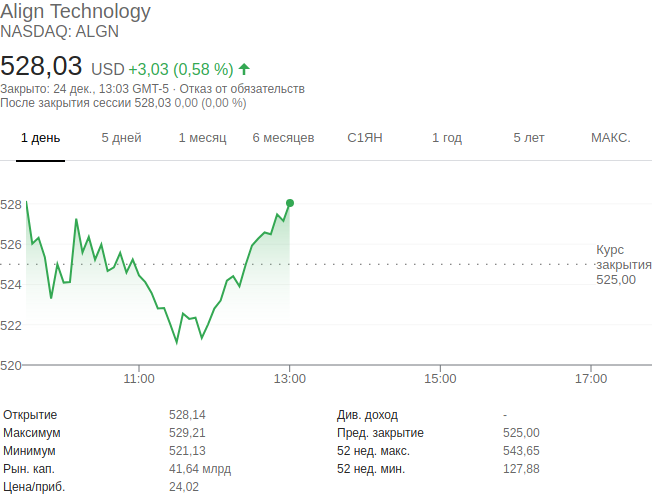 Align Technology
NASDAQ: ALGN
528,03 USD +3,03 (0,58 %)
Закрыто: 24 дек., 13:03 GMT-5 · Отказ от обязательств
После закрытия сессии 528,03 0,00 (0,00 %)
1 день 5 дней 1 месяц 6 месяцев С1ЯН 1 год 5 лет МАКС.
528
526
Курс
закрытия
525,00
524
522
520
11:00 13:00 15:00 17:00
Открытие 528,14 Див. доход -
Максимум 529,21 Пред. закрытие 525,00
Минимум 521,13 52 нед. макс. 543,65
Рын. кап. 41,64 млрд 52 нед. мин. 127,88
Цена/приб. 24,02